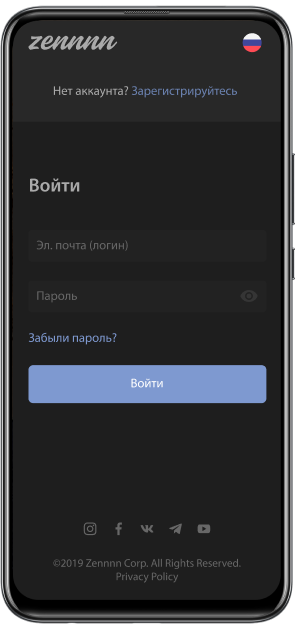 zennnn
Нет аккаунта? Зарегистрируйтесь
Войти
Эл. почта (логин)
Пароль
Забыли пароль?
Войти
©2019 Zennnn Corp. All Rights Reserved.
Privacy Policy